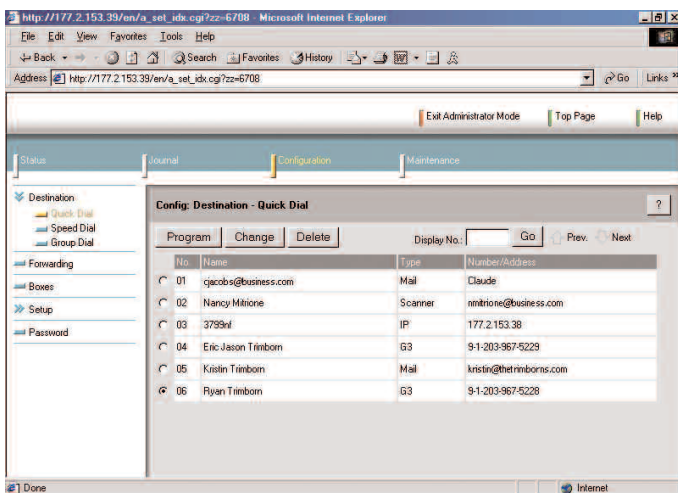 http://177.2.153.39/en/a_set_idx.cgi?zz=6708 - Microsoft Internet Explorer
File Edit View Favorites Tools Help
Back Search Favorites History
Address http://177.2.153.39/en/a_set_idx.cgi?zz=6708 Go Links »
Exit Administrator Mode Top Page Help
Status Journal Configuration Maintenance
Destination
Quick Dial
Speed Dial
Group Dial
Forwarding
Boxes
Setup
Password
Config: Destination - Quick Dial ?
Program Change Delete Display No.: Go Prev. Next
No. Name Type Number/Address
01 cjacobs@business.com Mail Claude
02 Nancy Mitrione Scanner nmitrione@business.com
03 3799nf IP 177.2.153.38
04 Eric Jason Trimborn G3 9-1-203-967-5229
05 Kristin Trimborn Mail kristin@thetrimborns.com
06 Ryan Trimborn G3 9-1-203-967-5228
Done Internet